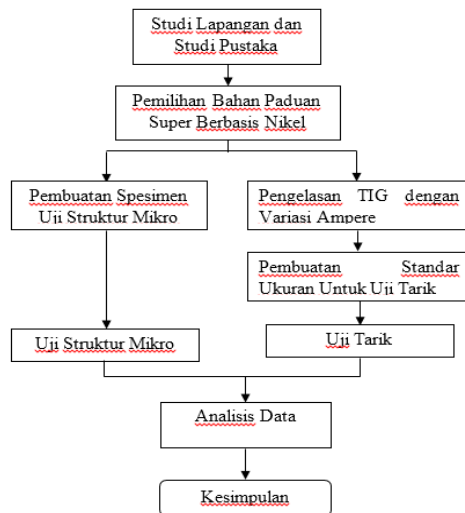 Studi Lapangan dan
Studi Pustaka
Pemilihan Bahan Paduan
Super Berbasis Nikel
Pembuatan Spesimen
Uji Struktur Mikro
Pengelasan TIG dengan
Variasi Ampere
Pembuatan Standar
Ukuran Untuk Uji Tarik
Uji Struktur Mikro
Uji Tarik
Analisis Data
Kesimpulan